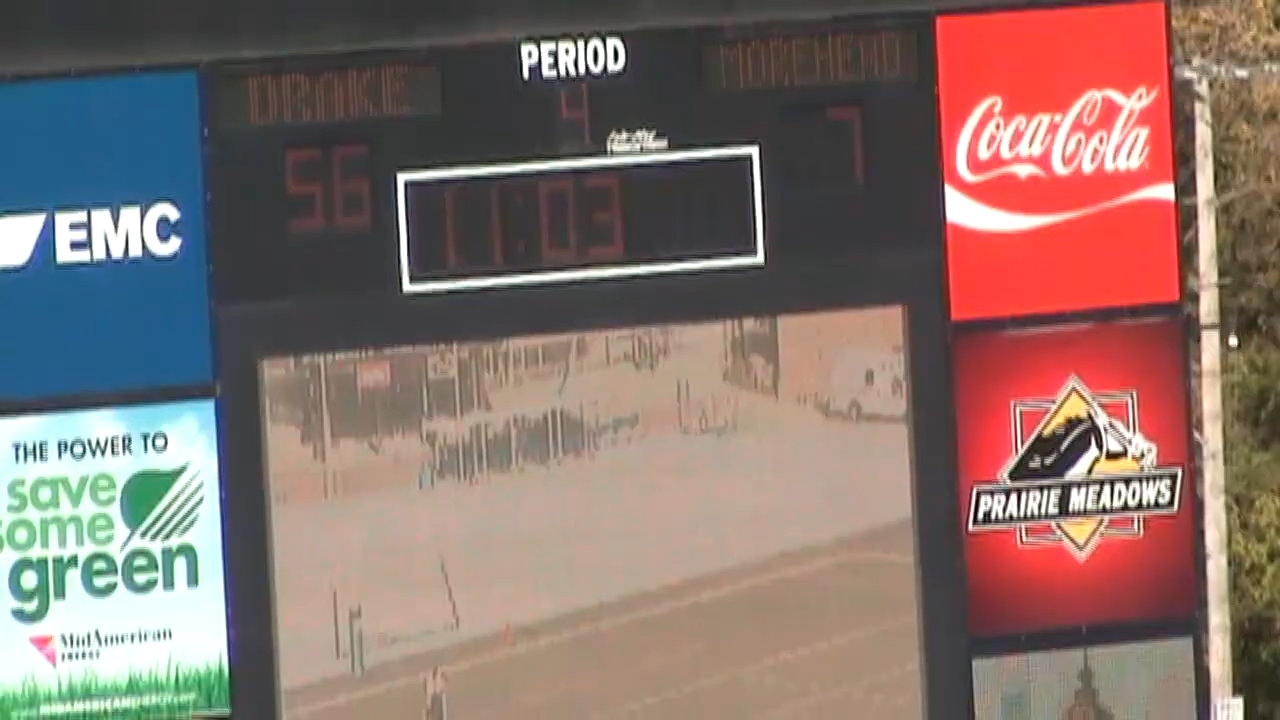 PERIOD
DRAKE
MOREHEAD
4
56
7
11:03
EMC
Coca-Cola
THE POWER TO
save
some
green
MidAmerican
ENERGY
PRAIRIE MEADOWS